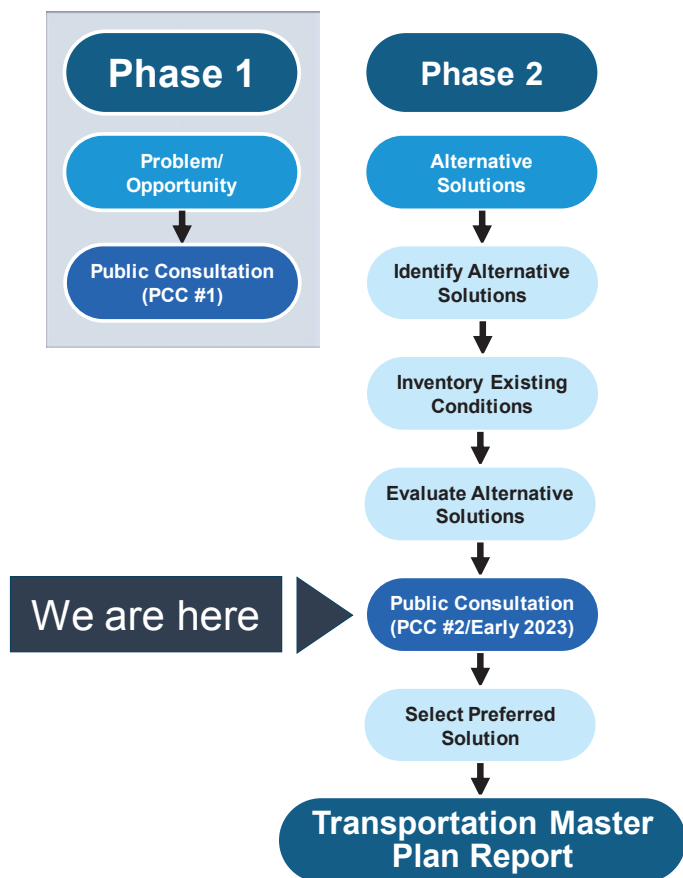 Phase 1
Problem/
Opportunity
Public Consultation
(PCC #1)
Phase 2
Alternative
Solutions
Identify Alternative
Solutions
Inventory Existing
Conditions
Evaluate Alternative
Solutions
We are here
Public Consultation
(PCC #2/Early 2023)
Select Preferred
Solution
Transportation Master
Plan Report